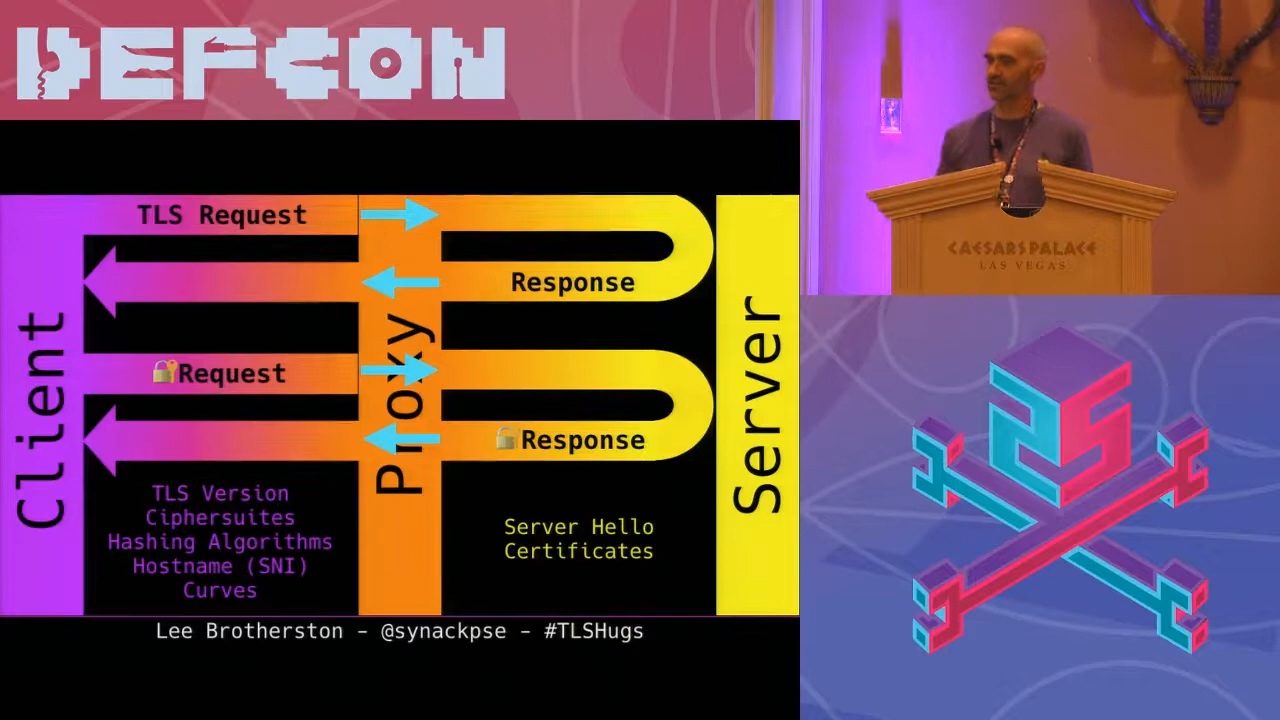 DEFCON
TLS Request
Response
🔐Request
🔓Response
Client
Proxy
Server
TLS Version
Ciphersuites
Hashing Algorithms
Hostname (SNI)
Curves
Server Hello
Certificates
Lee Brotherston – @synackpse – #TLSHugs
CAESARS PALACE
LAS VEGAS
25